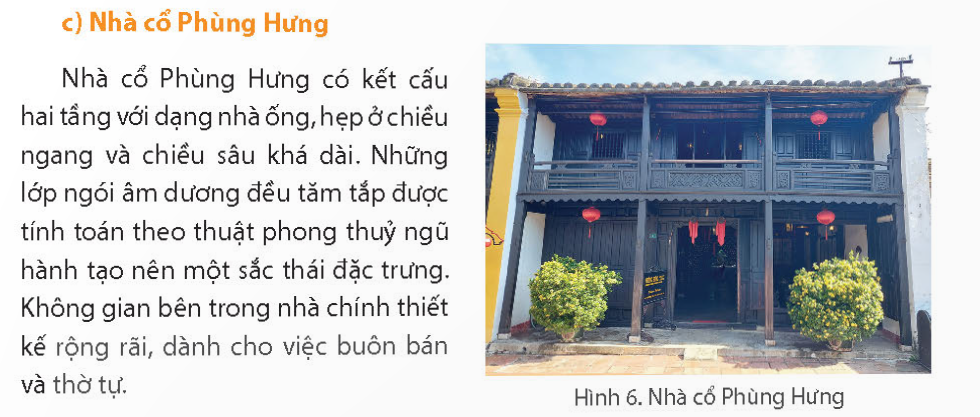 c) Nhà cổ Phùng Hưng
Nhà cổ Phùng Hưng có kết cấu
hai tầng với dạng nhà ống, hẹp ở chiều
ngang và chiều sâu khá dài. Những
lớp ngói âm dương đều tăm tắp được
tính toán theo thuật phong thuỷ ngũ
hành tạo nên một sắc thái đặc trưng.
Không gian bên trong nhà chính thiết
kế rộng rãi, dành cho việc buôn bán
và thờ tự.
Hình 6. Nhà cổ Phùng Hưng